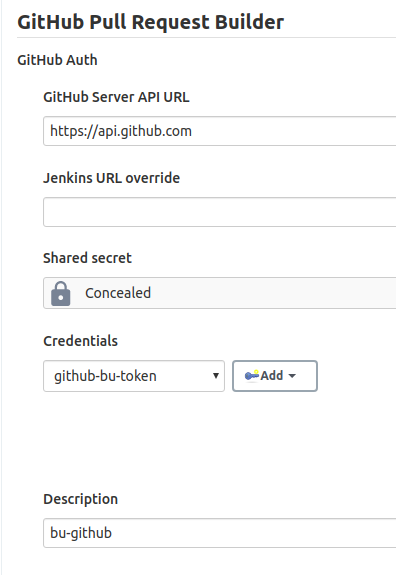 GitHub Pull Request Builder
GitHub Auth
GitHub Server API URL
https://api.github.com
Jenkins URL override
Shared secret
Concealed
Credentials
github-bu-token
Add
Description
bu-github